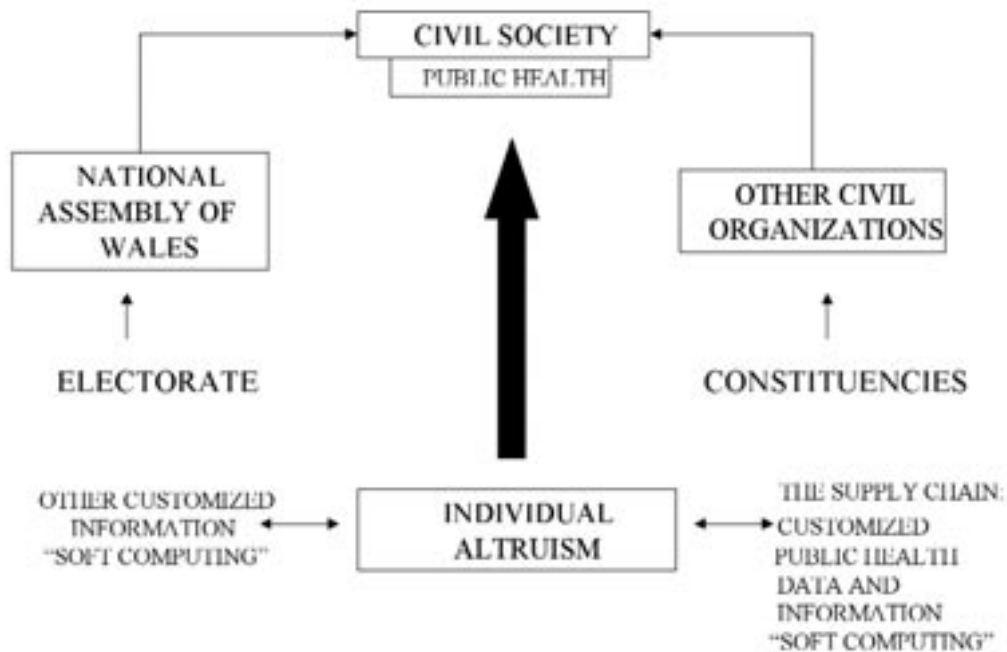 CIVIL SOCIETY
PUBLIC HEALTH
NATIONAL
ASSEMBLY OF
WALES
OTHER CIVIL
ORGANIZATIONS
ELECTORATE
CONSTITUENCIES
OTHER CUSTOMIZED
INFORMATION
“SOFT COMPUTING”
INDIVIDUAL
ALTRUISM
THE SUPPLY CHAIN:
CUSTOMIZED
PUBLIC HEALTH
DATA AND
INFORMATION
“SOFT COMPUTING”